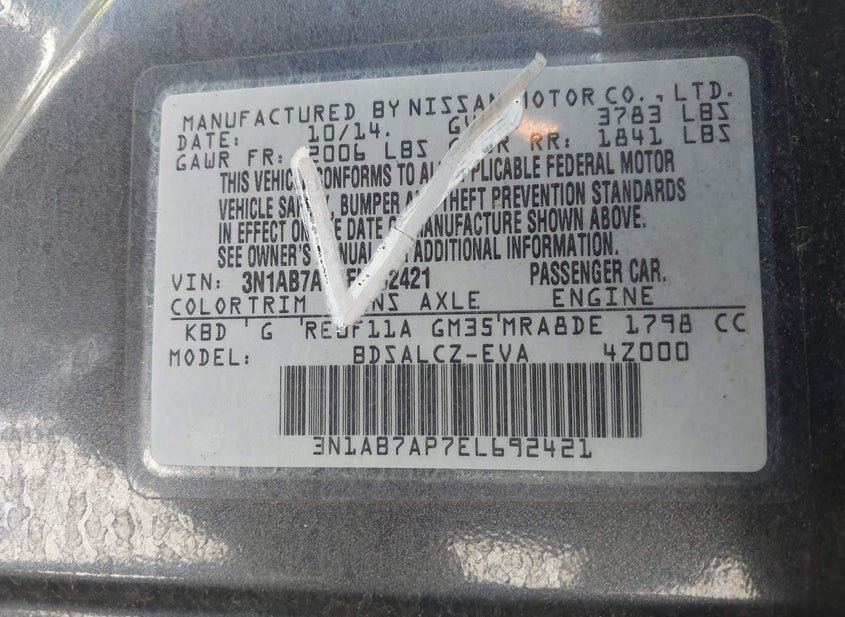 MANUFACTURED BY NISSAN MOTOR CO., LTD.
DATE: 10/14. 3783 LBS
GAWR FR: 2006 LBS RR: 1841 LBS
THIS VEHICLE CONFORMS TO ALL APPLICABLE FEDERAL MOTOR
VEHICLE BUMPER AND THEFT PREVENTION STANDARDS
IN EFFECT ON THE DATE OF MANUFACTURE SHOWN ABOVE.
SEE OWNER'S MANUAL ADDITIONAL INFORMATION.
VIN: PASSENGER CAR.
COLOR TRIM AXLE ENGINE
KBD G RE0F11A GM35 MRA8DE 1798 CC
MODEL: BDSALCZ-EVA 4Z000
3N1AB7AP7EL692421